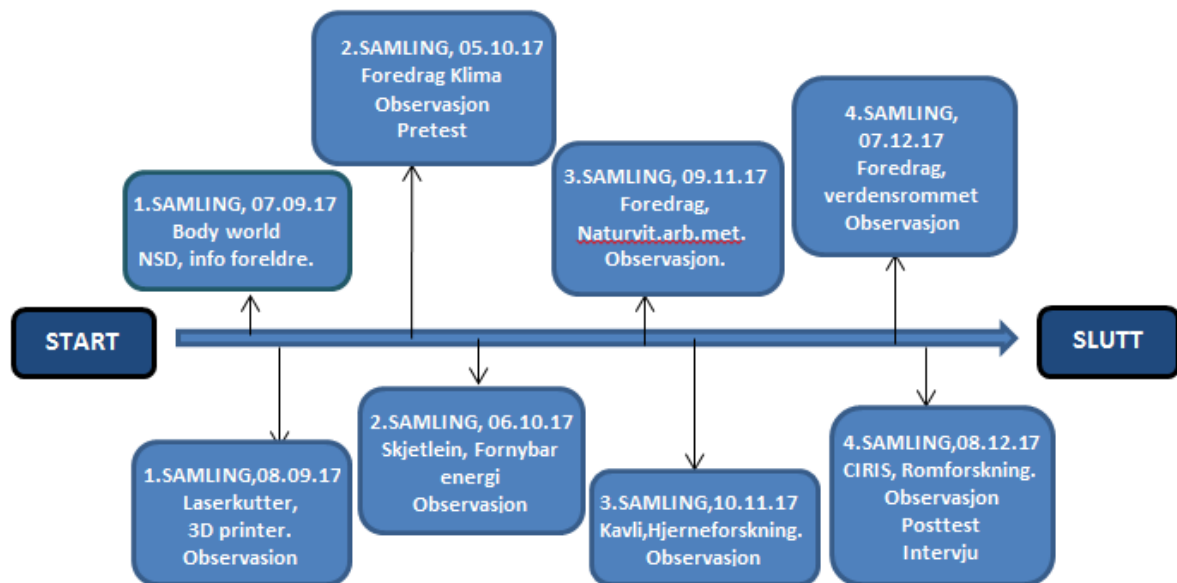 START
1.SAMLING, 07.09.17
Body world
NSD, info foreldre.
1.SAMLING,08.09.17
Laserkutter,
3D printer.
Observasion
2.SAMLING, 05.10.17
Foredrag Klima
Observasjon
Pretest
2.SAMLING, 06.10.17
Skjetlein, Fornybar
energi
Observasjon
3.SAMLING, 09.11.17
Foredrag,
Naturvit.arb.met.
Observasjon.
3.SAMLING,10.11.17
Kavli,Hjerneforskning.
Observasjon
4.SAMLING,
07.12.17
Foredrag,
verdensrommet
Observasjon
4.SAMLING,08.12.17
CIRIS, Romforskning.
Observasjon
Posttest
Intervju
SLUTT